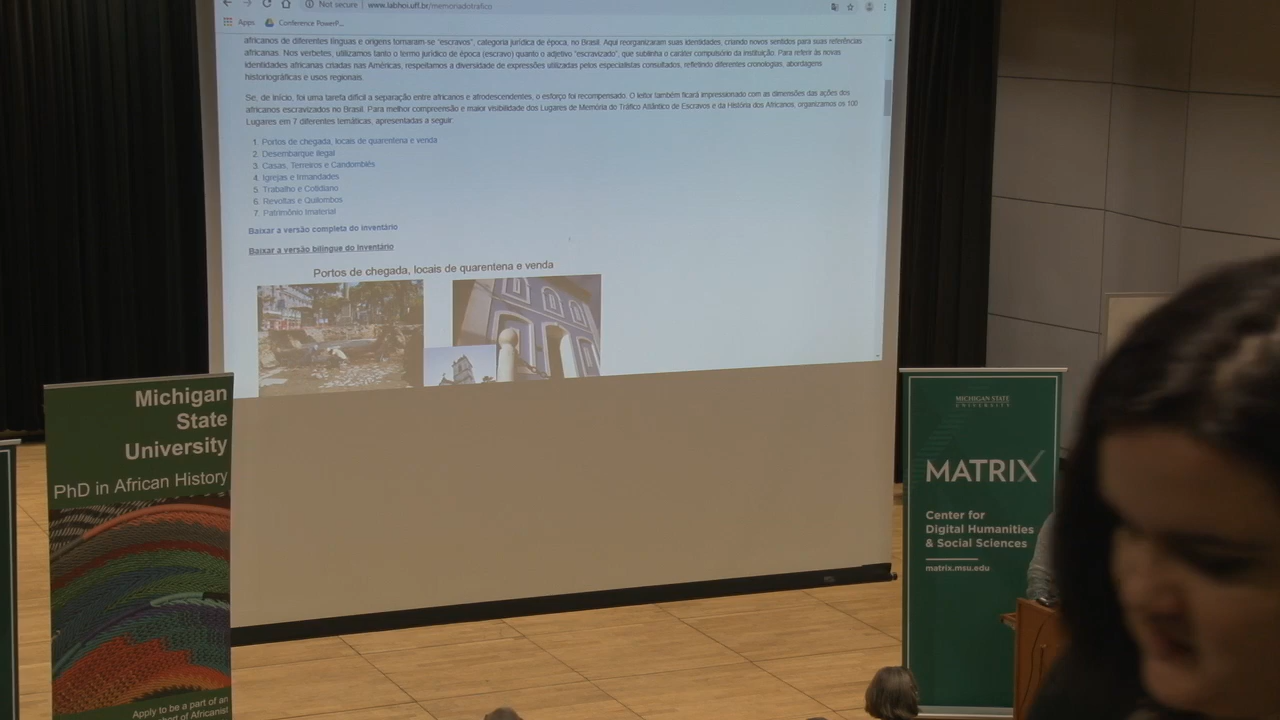 Not secure | www.labhoi.uff.br/memoriadotrafico
Apps Conference PowerP...
africanos de diferentes línguas e origens tornaram-se "escravos", categoria jurídica de época, no Brasil. Aqui reorganizaram suas identidades, criando novos sentidos para suas referências
africanas. Nos verbetes, utilizamos tanto o termo jurídico de época (escravo) quanto o adjetivo "escravizado", que sublinha o caráter compulsório da instituição. Para referir às novas
identidades africanas criadas nas Américas, respeitamos a diversidade de expressões utilizadas pelos especialistas consultados, refletindo diferentes cronologias, abordagens
historiográficas e usos regionais.
Se, de início, foi uma tarefa difícil a separação entre africanos e afrodescendentes, o esforço foi recompensado. O leitor também ficará impressionado com as dimensões das ações dos
africanos escravizados no Brasil. Para melhor compreensão e maior visibilidade dos Lugares de Memória do Tráfico Atlântico de Escravos e da História dos Africanos, organizamos os 100
Lugares em 7 diferentes temáticas, apresentadas a seguir:
1. Portos de chegada, locais de quarentena e venda
2. Desembarque Ilegal
3. Casas, Terreiros e Candomblés
4. Igrejas e Irmandades
5. Trabalho e Cotidiano
6. Revoltas e Quilombos
7. Patrimônio Imaterial
Baixar a versão completa do inventário
Baixar a versão bilíngue do Inventário
Portos de chegada, locais de quarentena e venda
Michigan
State
University
PhD in African History
Apply to be a part of an
ort of Africanist
MICHIGAN STATE
UNIVERSITY
MATRIX
Center for
Digital Humanities
& Social Sciences
matrix.msu.edu